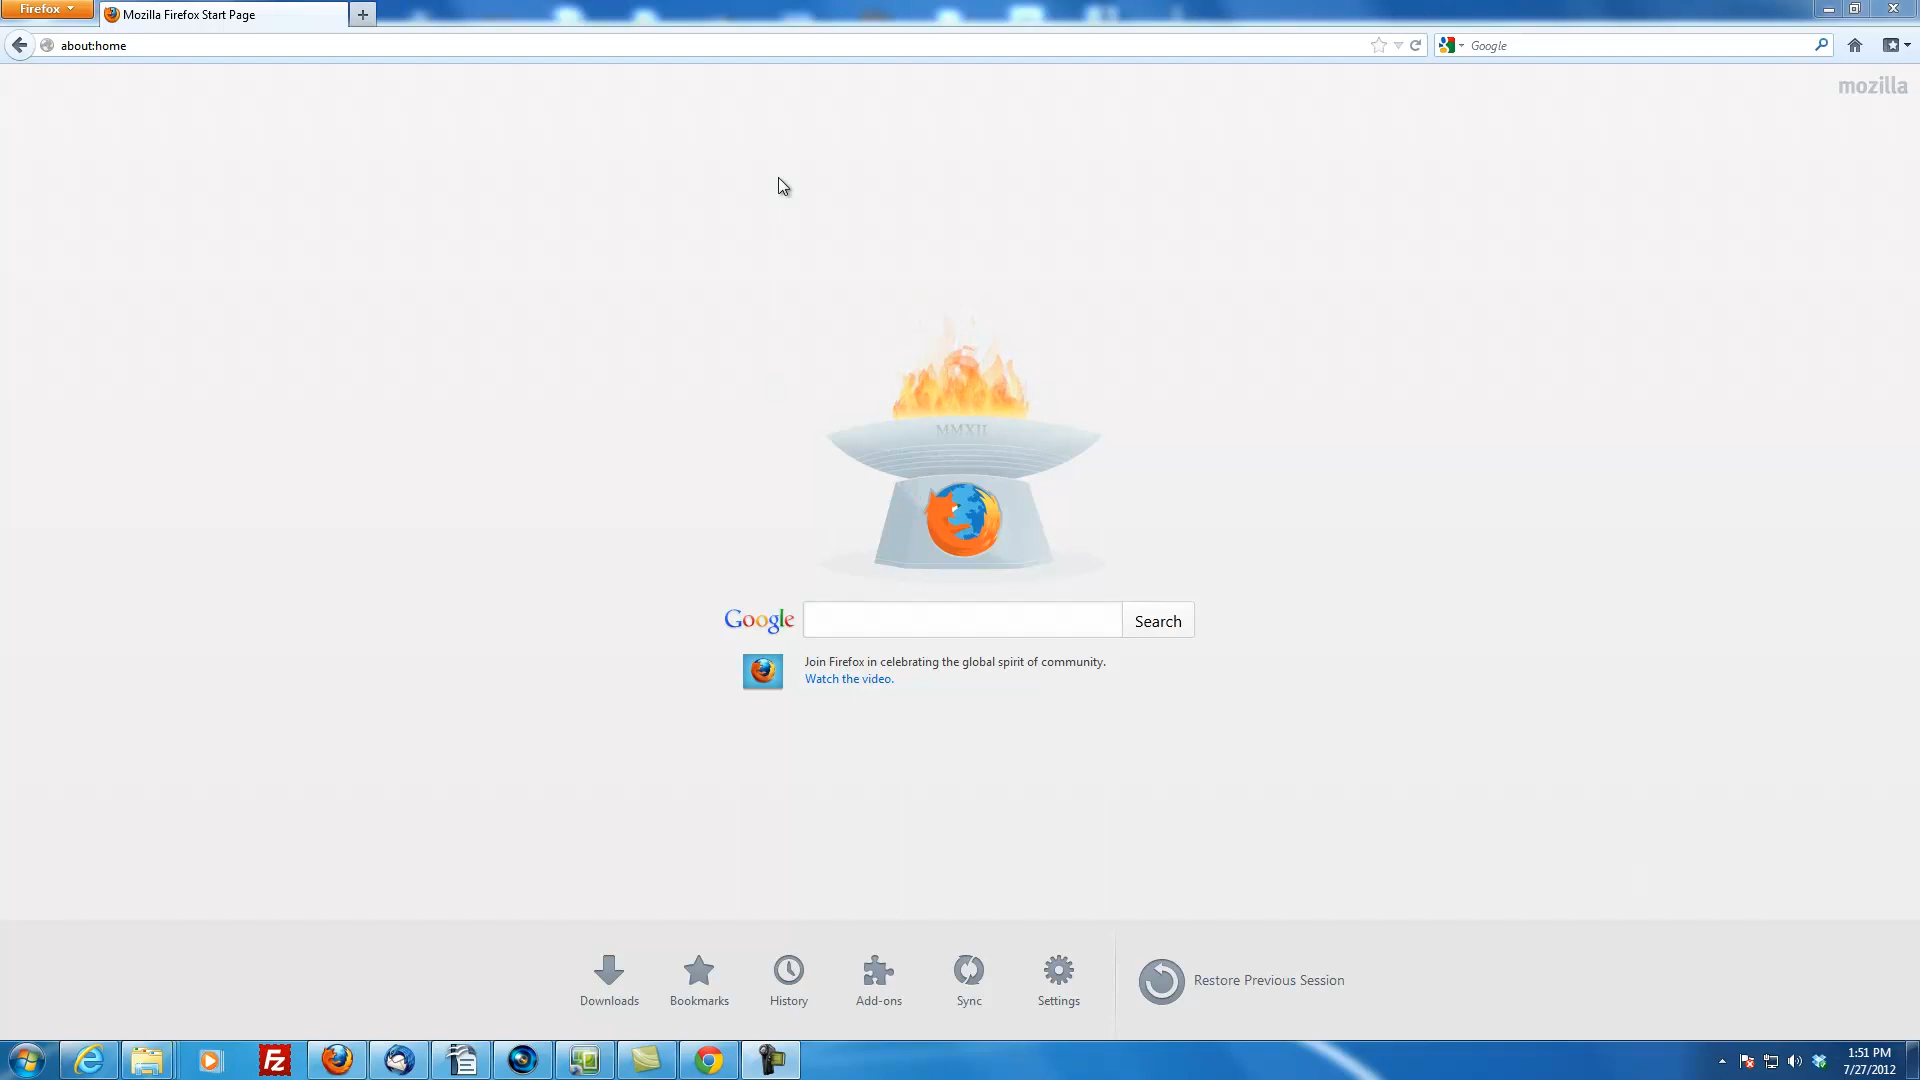 Firefox
Mozilla Firefox Start Page
about:home
Google
mozilla
MMXII
Google
Search
Join Firefox in celebrating the global spirit of community.
Watch the video.
Downloads
Bookmarks
History
Add-ons
Sync
Settings
Restore Previous Session
Fz
1:51 PM
7/27/2012